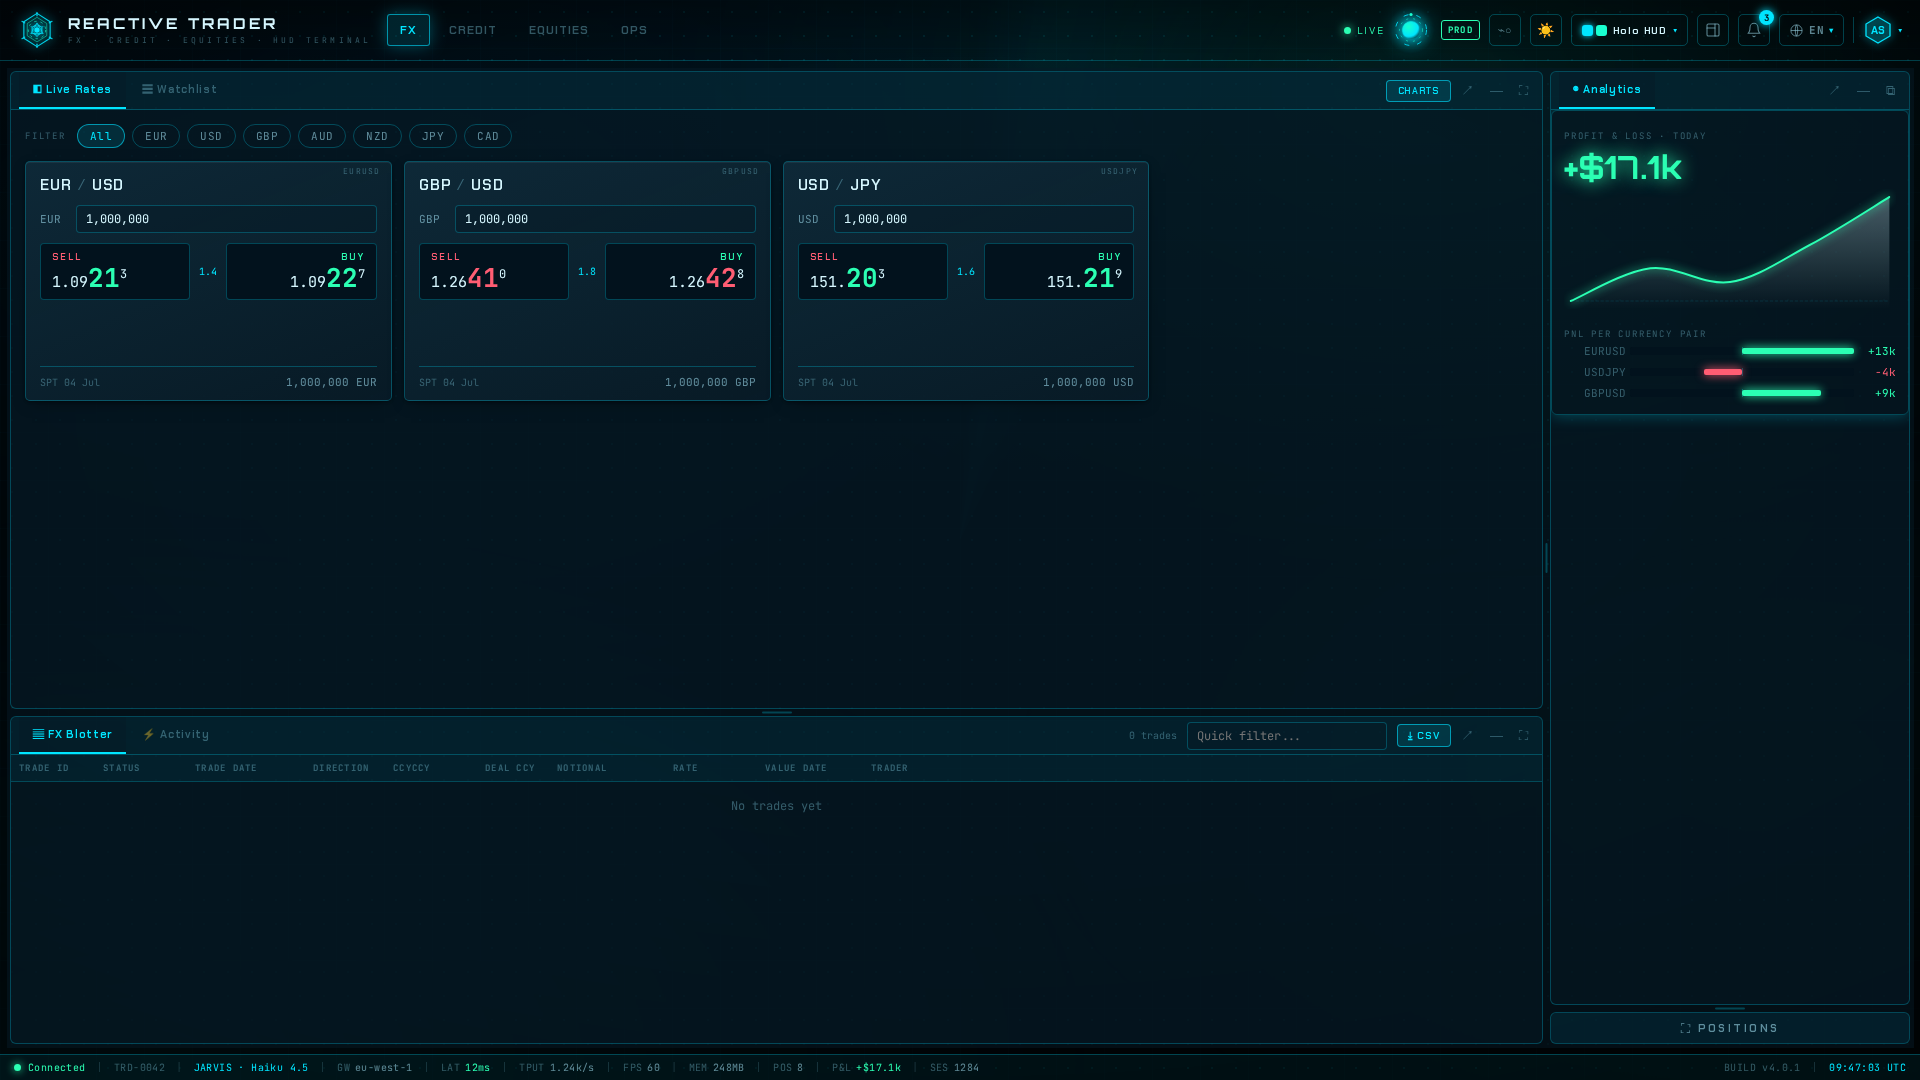 REACTIVE TRADER
FX · CREDIT · EQUITIES · HUD TERMINAL
FX CREDIT EQUITIES OPS
LIVE PROD Holo HUD 3 EN AS
Live Rates Watchlist CHARTS
FILTER All EUR USD GBP AUD NZD JPY CAD
EURUSD
EUR / USD
EUR 1,000,000
SELL 1.09213
1.4
BUY 1.09227
SPT 04 Jul 1,000,000 EUR
GBPUSD
GBP / USD
GBP 1,000,000
SELL 1.26410
1.8
BUY 1.26428
SPT 04 Jul 1,000,000 GBP
USDJPY
USD / JPY
USD 1,000,000
SELL 151.203
1.6
BUY 151.219
SPT 04 Jul 1,000,000 USD
Analytics
PROFIT & LOSS · TODAY
+$17.1k
PNL PER CURRENCY PAIR
EURUSD +13k
USDJPY -4k
GBPUSD +9k
POSITIONS
FX Blotter Activity 0 trades Quick filter... CSV
TRADE ID STATUS TRADE DATE DIRECTION CCYCCY DEAL CCY NOTIONAL RATE VALUE DATE TRADER
No trades yet
Connected TRD-0042 JARVIS · Haiku 4.5 GW eu-west-1 LAT 12ms TPUT 1.24k/s FPS 60 MEM 248MB POS 8 P&L +$17.1k SES 1284 BUILD v4.0.1 09:47:03 UTC